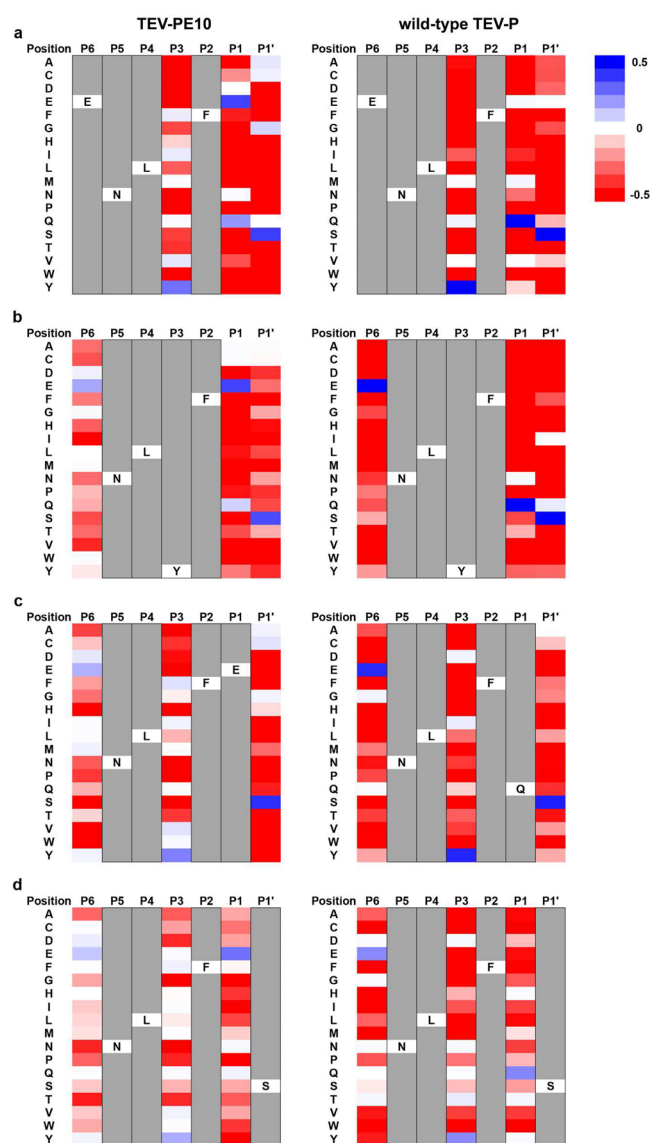 TEV-PE10 wild-type TEV-P
a
Position P6 P5 P4 P3 P2 P1 P1' Position P6 P5 P4 P3 P2 P1 P1'
A A 0.5
C C
D D
E E E E
F F F F 0
G G
H H
I I
L L L L
M M -0.5
N N N N
P P
Q Q
S S
T T
V V
W W
Y Y
b
Position P6 P5 P4 P3 P2 P1 P1' Position P6 P5 P4 P3 P2 P1 P1'
A A
C C
D D
E E
F F F F
G G
H H
I I
L L L L
M M
N N N N
P P
Q Q
S S
T T
V V
W W
Y Y Y Y
c
Position P6 P5 P4 P3 P2 P1 P1' Position P6 P5 P4 P3 P2 P1 P1'
A A
C C
D D
E E E
F F F F
G G
H H
I I
L L L L
M M
N N N N
P P
Q Q Q
S S
T T
V V
W W
Y Y
d
Position P6 P5 P4 P3 P2 P1 P1' Position P6 P5 P4 P3 P2 P1 P1'
A A
C C
D D
E E
F F F F
G G
H H
I I
L L L L
M M
N N N N
P P
Q Q
S S S S
T T
V V
W W
Y Y